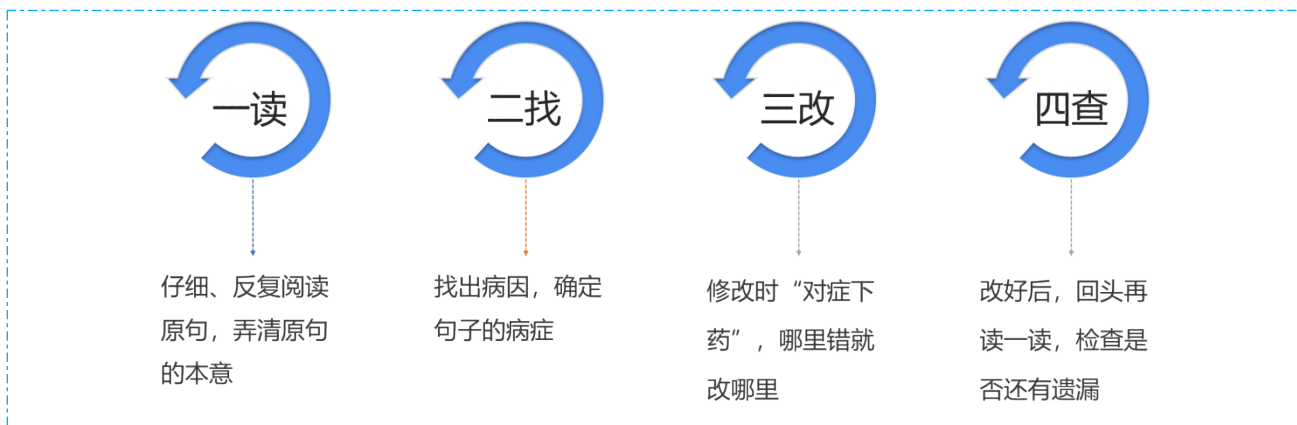 一读
二找
三改
四查
仔细、反复阅读
原句，弄清原句
的本意
找出病因，确定
句子的病症
修改时“对症下
药”，哪里错就
改哪里
改好后，回头再
读一读，检查是
否还有遗漏